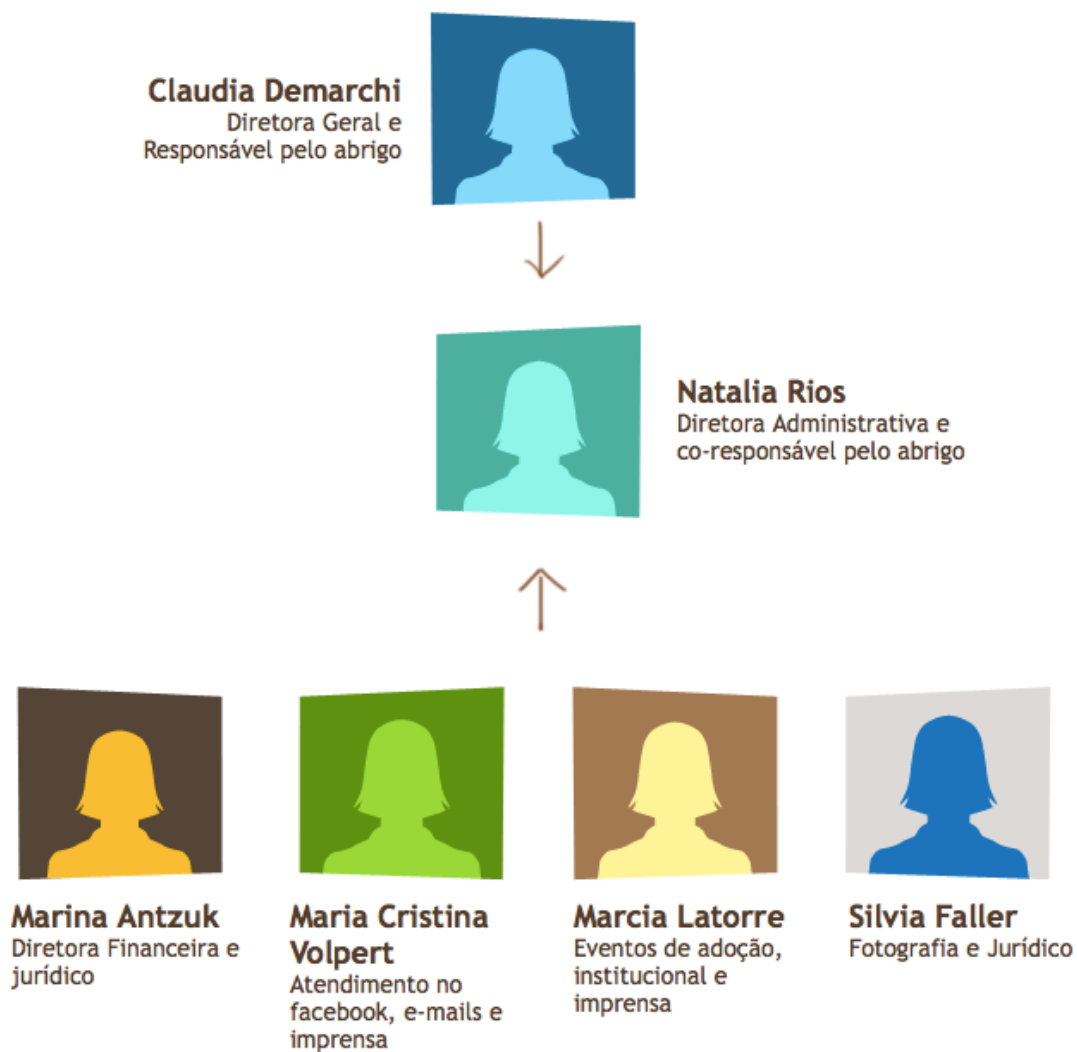 Claudia Demarchi
Diretora Geral e
Responsável pelo abrigo
Natalia Rios
Diretora Administrativa e
co-responsável pelo abrigo
Marina Antzuk
Diretora Financeira e
jurídico
Maria Cristina
Volpert
Atendimento no
facebook, e-mails e
imprensa
Marcia Latorre
Eventos de adoção,
institucional e
imprensa
Silvia Faller
Fotografia e Jurídico